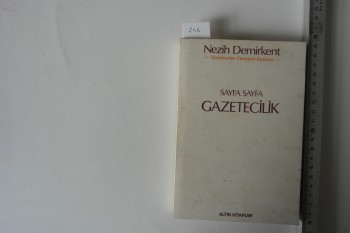 246
Nezih Demirkent
SAYFA SAYFA
GAZETECİLİK
ALTIN KİTAPLAR